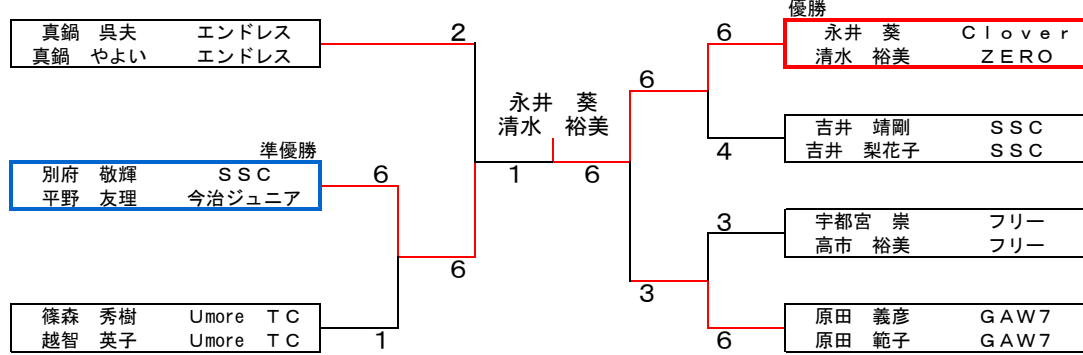 優勝
真鍋　呉夫　エンドレス
真鍋　やよい　エンドレス
2
6
永井　葵　Ｃｌｏｖｅｒ
清水　裕美　ＺＥＲＯ
6
永井　葵
清水　裕美
4
吉井　靖剛　ＳＳＣ
吉井　梨花子　ＳＳＣ
準優勝
別府　敬輝　ＳＳＣ
平野　友理　今治ジュニア
6
1
6
3
宇都宮　崇　フリー
高市　裕美　フリー
6
3
篠森　秀樹　Umore　ＴＣ
越智　英子　Umore　ＴＣ
1
6
原田　義彦　ＧＡＷ７
原田　範子　ＧＡＷ７